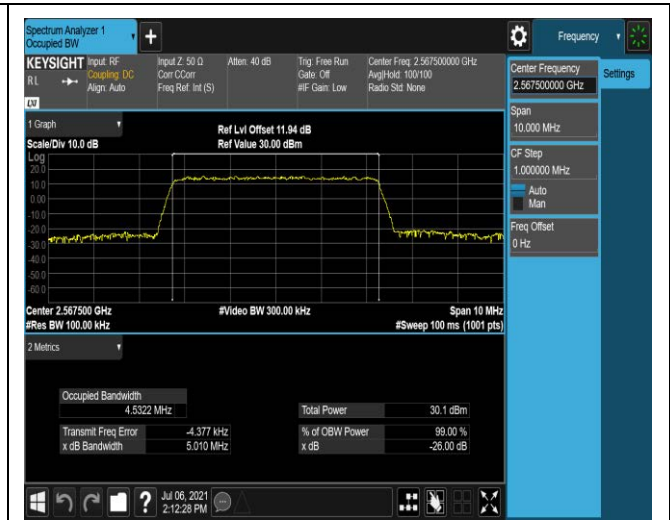 Spectrum Analyzer 1
Occupied BW
+
Frequency
KEYSIGHT
RL
LXI
Input: RF
Coupling: DC
Align: Auto
Input Z: 50 Ω
Corr CCorr
Freq Ref: Int (S)
Atten: 40 dB
Trig: Free Run
Gate: Off
#IF Gain: Low
Center Freq: 2.567500000 GHz
Avg|Hold: 100/100
Radio Std: None
Center Frequency
2.567500000 GHz
Settings
Span
10.000 MHz
CF Step
1.000000 MHz
Auto
Man
Freq Offset
0 Hz
1 Graph
Scale/Div 10.0 dB
Ref Lvl Offset 11.94 dB
Ref Value 30.00 dBm
Log
20.0
10.0
0.00
-10.0
-20.0
-30.0
-40.0
-50.0
-60.0
Center 2.567500 GHz
#Res BW 100.00 kHz
#Video BW 300.00 kHz
Span 10 MHz
#Sweep 100 ms (1001 pts)
2 Metrics
Occupied Bandwidth
4.5322 MHz
Total Power 30.1 dBm
Transmit Freq Error -4.377 kHz
% of OBW Power 99.00 %
x dB Bandwidth 5.010 MHz
x dB -26.00 dB
?
Jul 06, 2021
2:12:28 PM